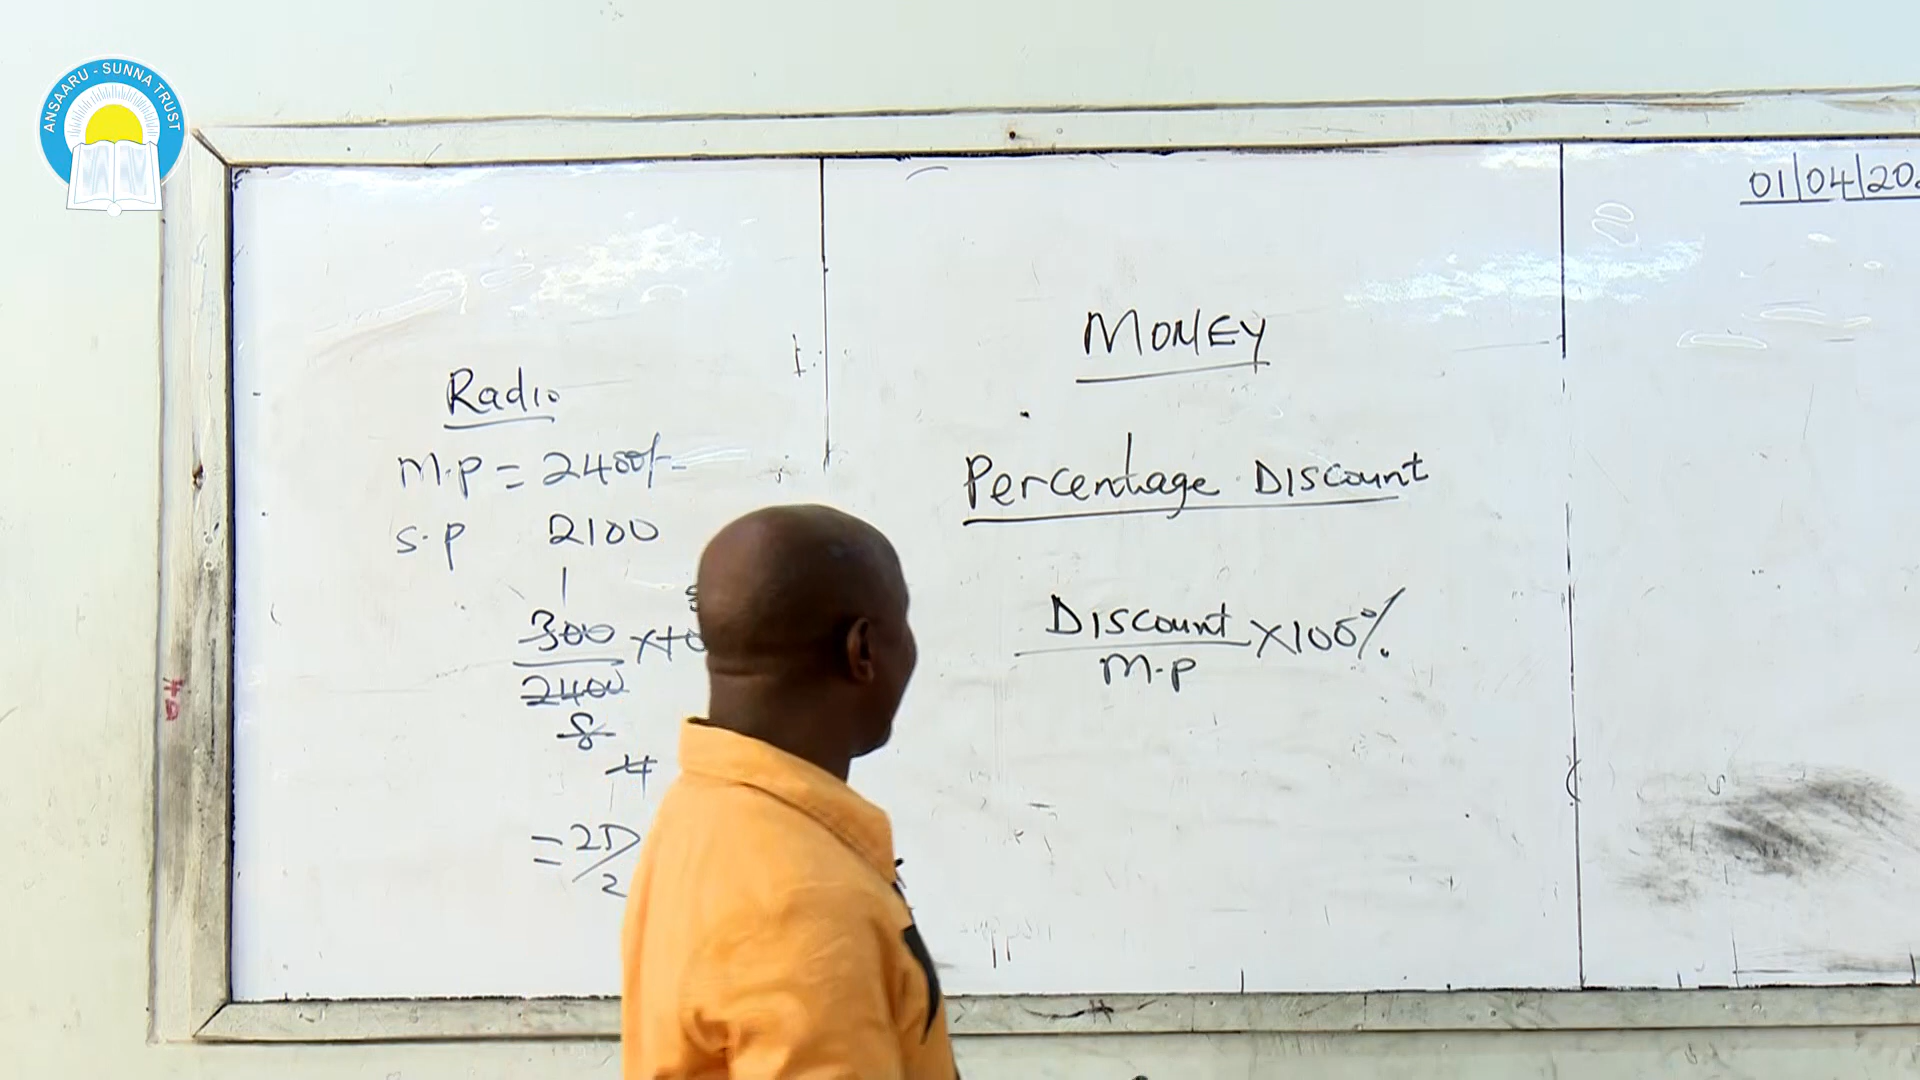 ANSAARU - SUNNA TRUST
Radio
M.p = 2400/-
S.p 2100
1
300
2400
8
4
= 25
2
MONEY
Percentage Discount
Discount ×100%.
M.p
01/04/20